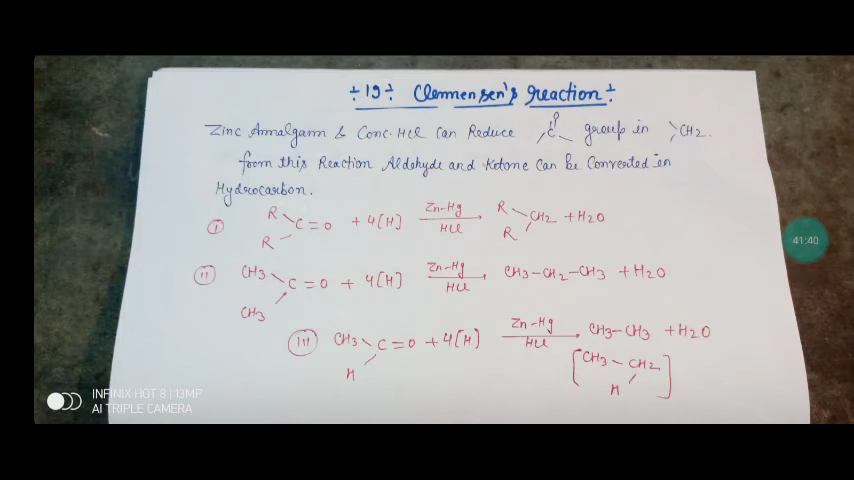 ÷ 19 ÷ Clemmensen's reaction ÷
Zinc Amalgam & Conc. HCl Can Reduce C=O group in >CH2.
from this Reaction Aldehyde and Ketone Can be Converted in
Hydrocarbon.
(I) R R C=O + 4[H] Zn-Hg HCl → R R CH2 + H2O
(II) CH3 CH3 C=O + 4[H] Zn-Hg HCl → CH3-CH2-CH3 + H2O
(III) CH3 H C=O + 4[H] Zn-Hg HCl → CH3-CH3 + H2O
[CH3-CH2 H]
INFINIX HOT 8 | 13MP
AI TRIPLE CAMERA
41:40